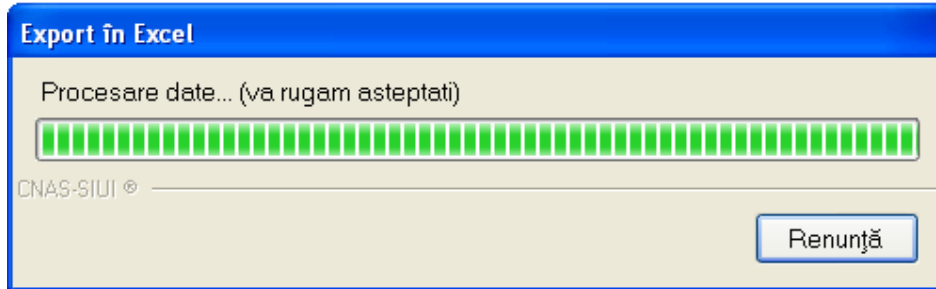 Export în Excel
Procesare date... (va rugam asteptati)
CNAS-SIUI ®
Renunţă